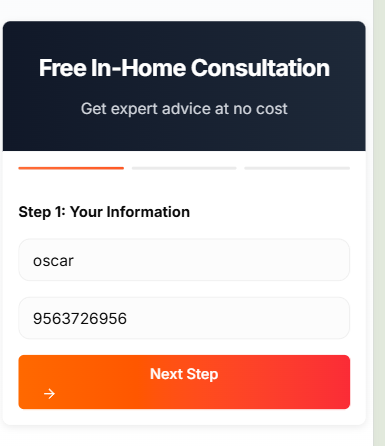 Free In-Home Consultation
Get expert advice at no cost
Step 1: Your Information
oscar
9563726956
Next Step
→